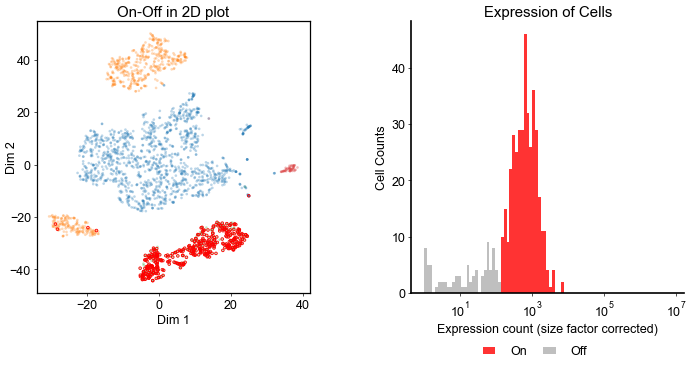 On-Off in 2D plot
Expression of Cells
40
20
0
−20
−40
Dim 2
−20
0
20
40
Dim 1
40
30
20
10
0
Cell Counts
10^1
10^3
10^5
10^7
Expression count (size factor corrected)
On
Off